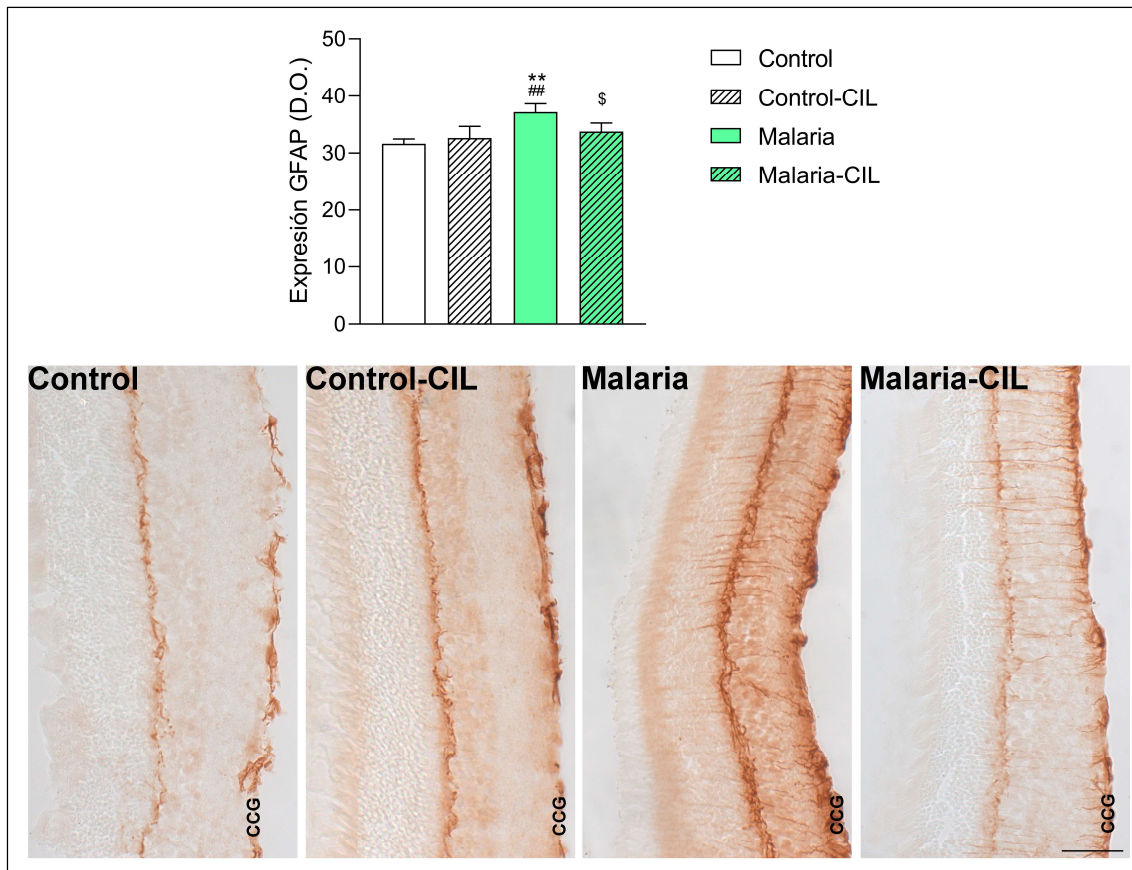 Expresión GFAP (D.O.)
50
40
30
20
10
0
**
##
$
Control
Control-CIL
Malaria
Malaria-CIL
Control
Control-CIL
Malaria
Malaria-CIL
CCG
CCG
CCG
CCG